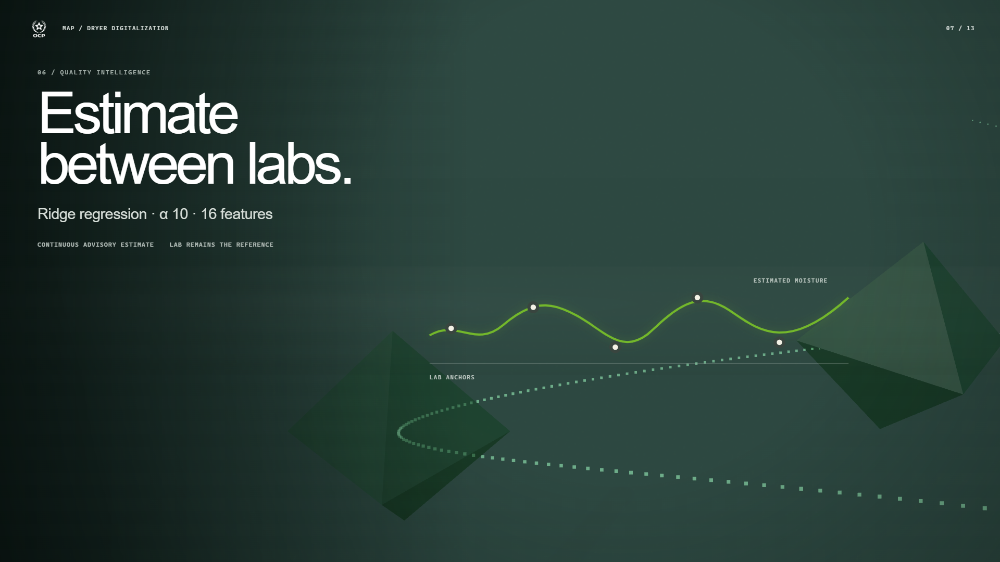 OCP
MAP / DRYER DIGITALIZATION
07 / 13
06 / QUALITY INTELLIGENCE
Estimate
between labs.
Ridge regression · α 10 · 16 features
CONTINUOUS ADVISORY ESTIMATE
LAB REMAINS THE REFERENCE
ESTIMATED MOISTURE
LAB ANCHORS